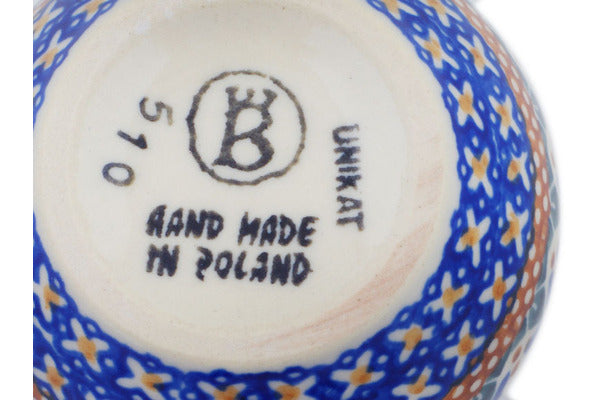 B
510
UNIKAT
HAND MADE
IN POLAND